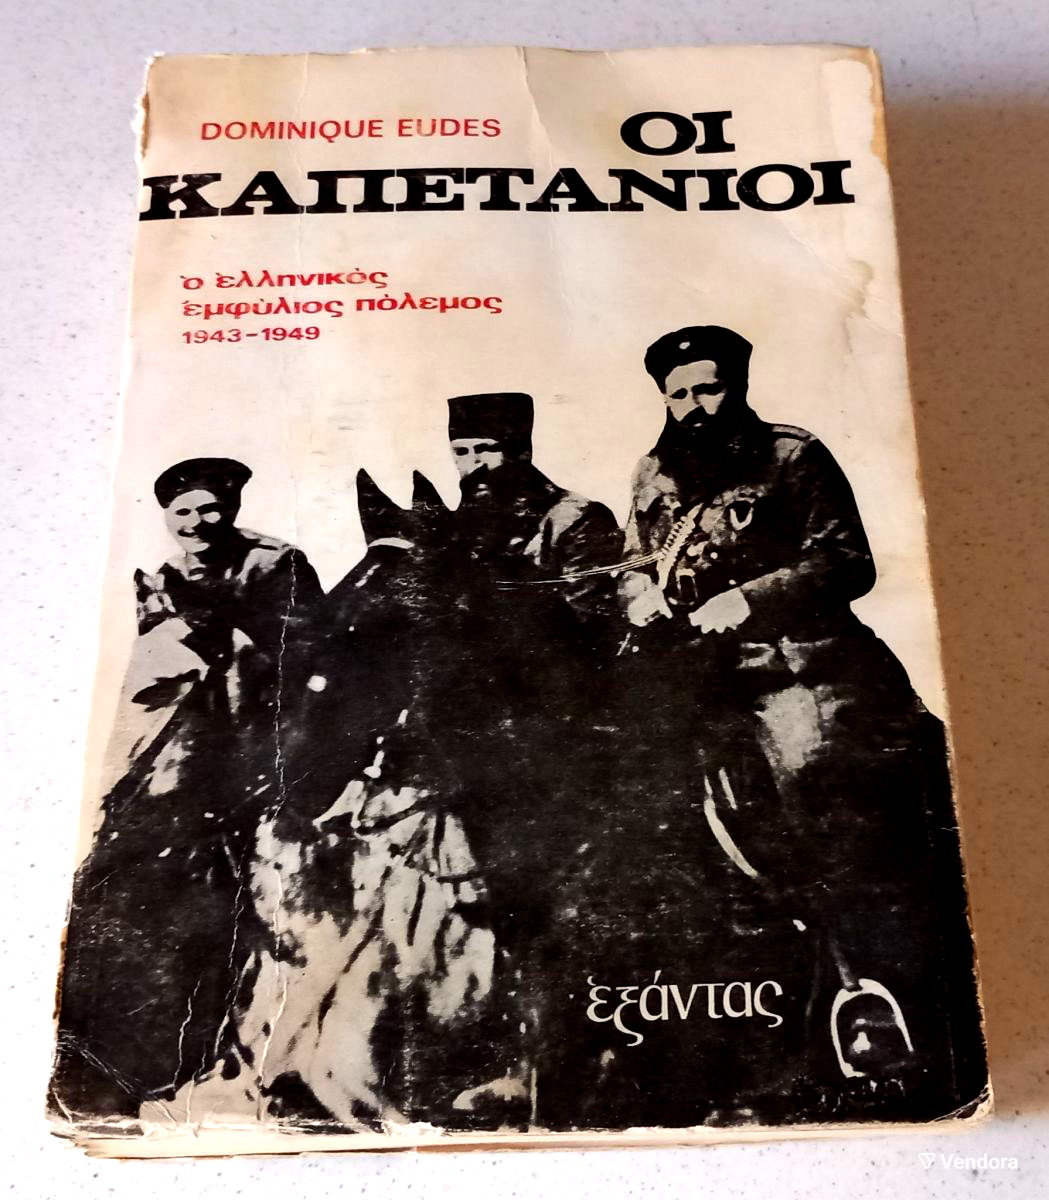 DOMINIQUE EUDES
ΟΙ
ΚΑΠΕΤΑΝΙΟΙ
ὁ ἑλληνικὸς
ἐμφύλιος πόλεμος
1943-1949
ἐξάντας
Vendora